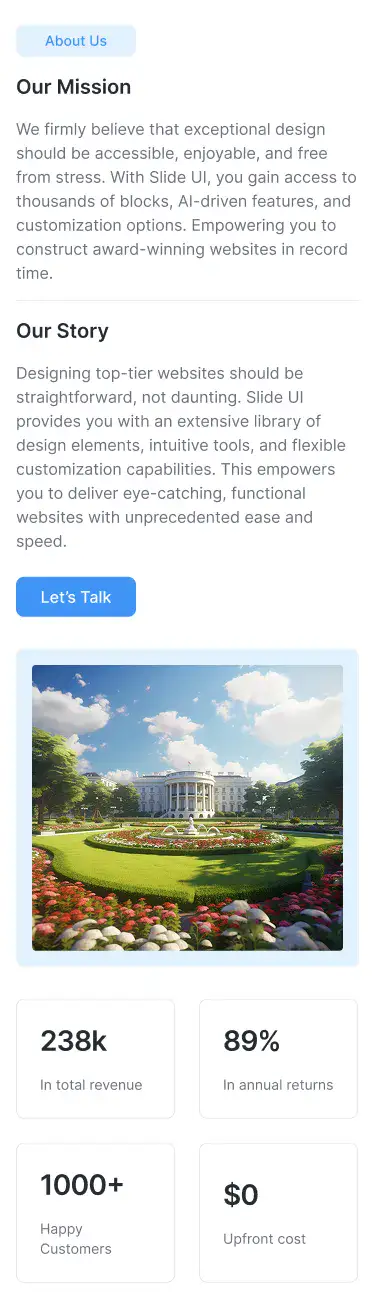 About Us
Our Mission
We firmly believe that exceptional design
should be accessible, enjoyable, and free
from stress. With Slide UI, you gain access to
thousands of blocks, AI-driven features, and
customization options. Empowering you to
construct award-winning websites in record
time.
Our Story
Designing top-tier websites should be
straightforward, not daunting. Slide UI
provides you with an extensive library of
design elements, intuitive tools, and flexible
customization capabilities. This empowers
you to deliver eye-catching, functional
websites with unprecedented ease and
speed.
Let’s Talk
238k
In total revenue
89%
In annual returns
1000+
Happy
Customers
$0
Upfront cost